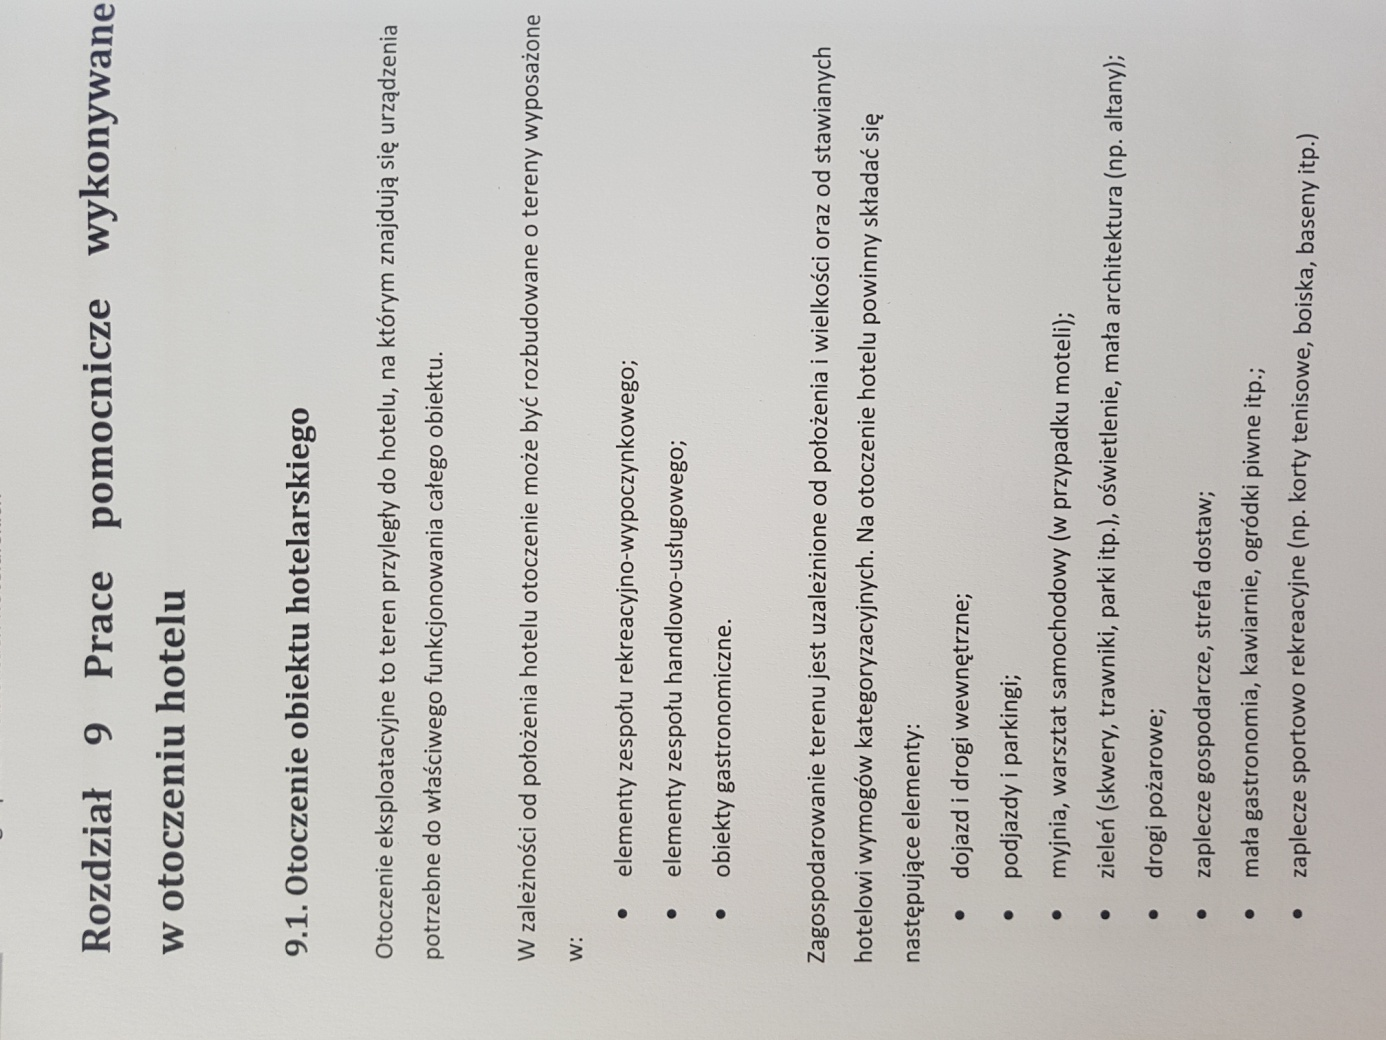 Rozdział 9 Prace pomocnicze wykonywane
w otoczeniu hotelu
9.1. Otoczenie obiektu hotelarskiego
Otoczenie eksploatacyjne to teren przyległy do hotelu, na którym znajdują się urządzenia
potrzebne do właściwego funkcjonowania całego obiektu.
W zależności od położenia hotelu otoczenie może być rozbudowane o tereny wyposażone
w:
• elementy zespołu rekreacyjno-wypoczynkowego;
• elementy zespołu handlowo-usługowego;
• obiekty gastronomiczne.
Zagospodarowanie terenu jest uzależnione od położenia i wielkości oraz od stawianych
hotelowi wymogów kategoryzacyjnych. Na otoczenie hotelu powinny składać się
następujące elementy:
• dojazd i drogi wewnętrzne;
• podjazdy i parkingi;
• myjnia, warsztat samochodowy (w przypadku moteli);
• zieleń (skwery, trawniki, parki itp.), oświetlenie, mała architektura (np. altany);
• drogi pożarowe;
• zaplecze gospodarcze, strefa dostaw;
• mała gastronomia, kawiarnie, ogródki piwne itp.;
• zaplecze sportowo rekreacyjne (np. korty tenisowe, boiska, baseny itp.)